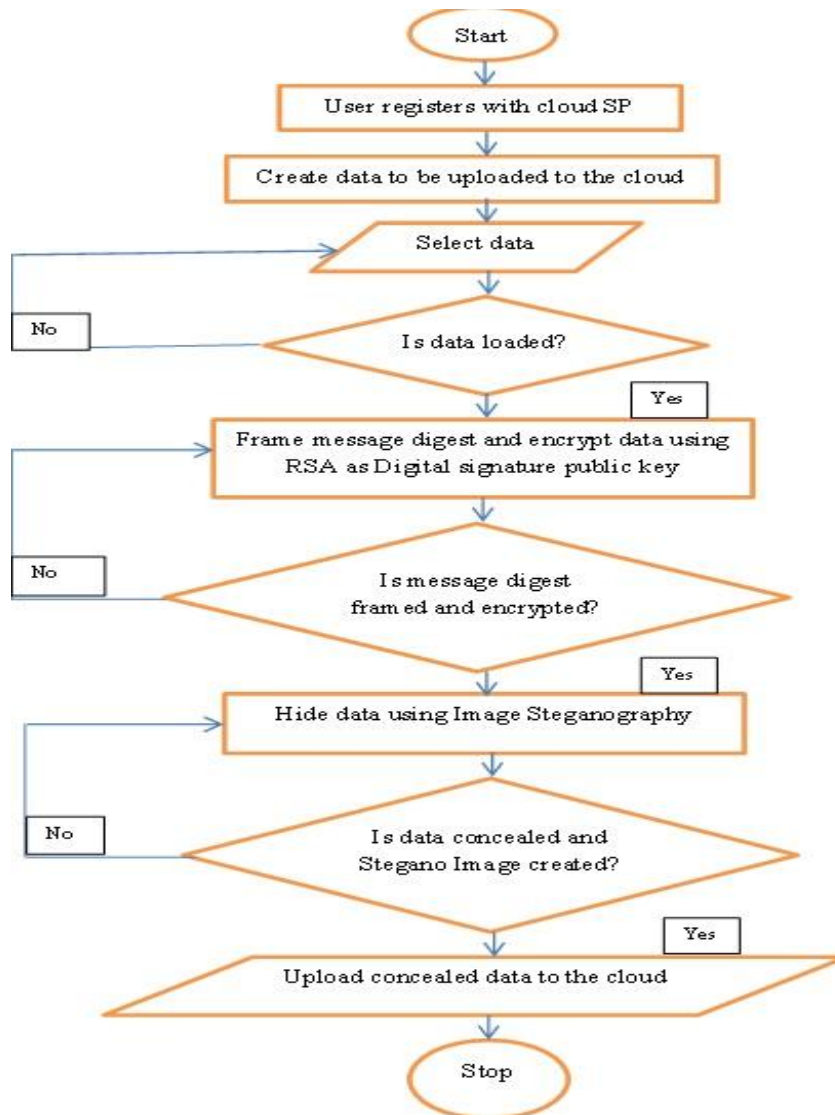 Start
User registers with cloud SP
Create data to be uploaded to the cloud
Select data
No
Is data loaded?
Yes
Frame message digest and encrypt data using
RSA as Digital signature public key
No
Is message digest
framed and encrypted?
Yes
Hide data using Image Steganography
No
Is data concealed and
Stegano Image created?
Yes
Upload concealed data to the cloud
Stop